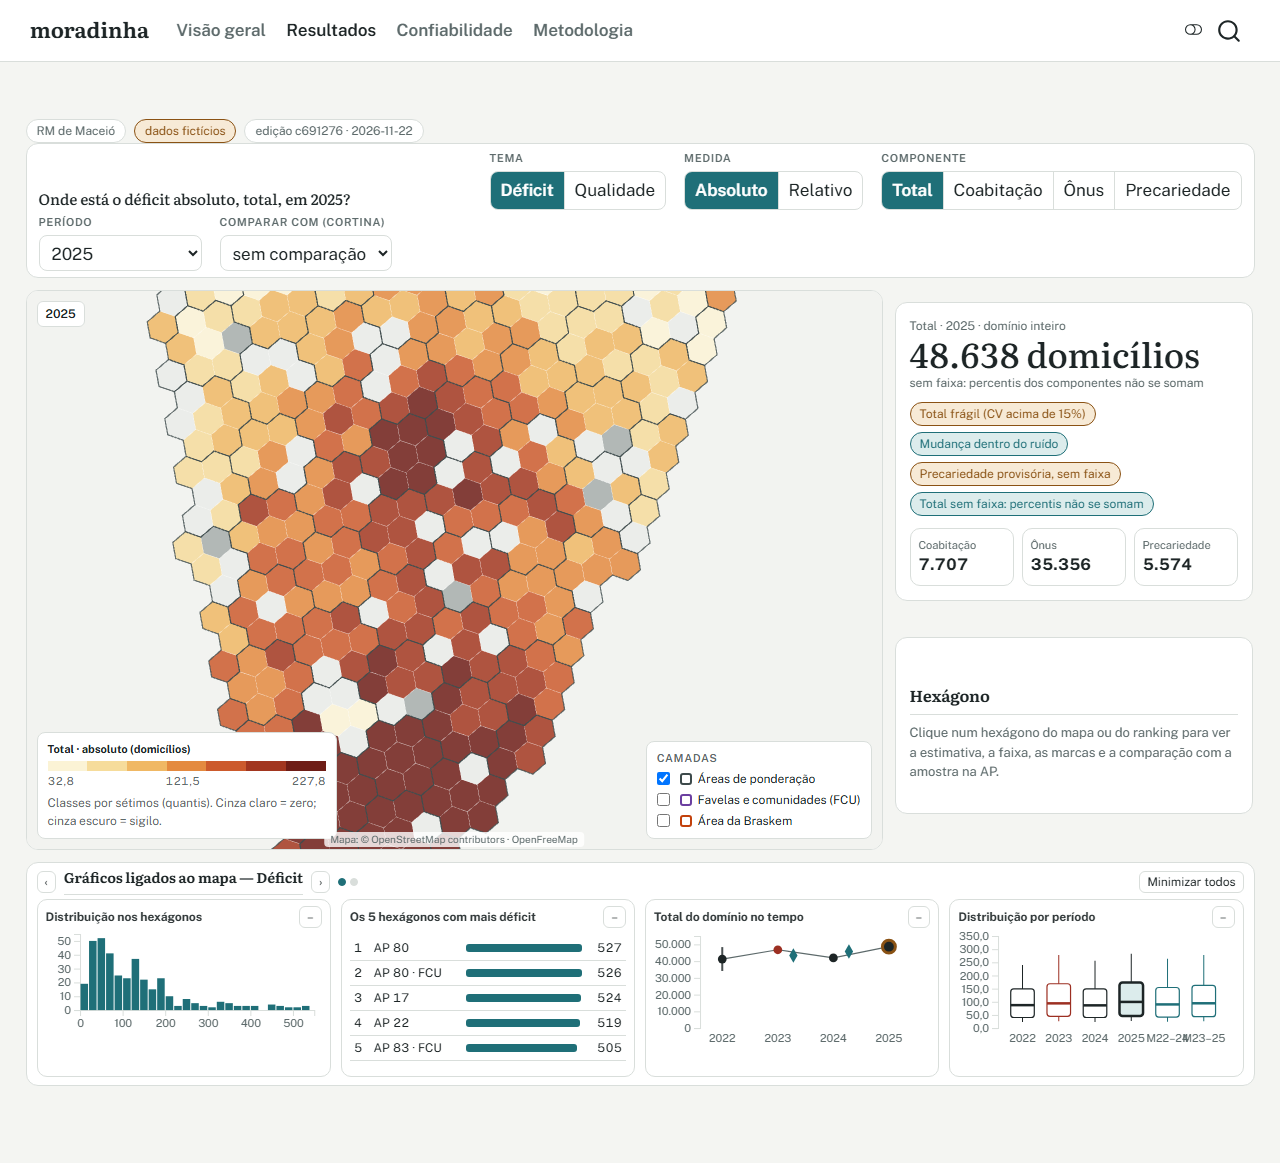 moradinha Visão geral Resultados Confiabilidade Metodologia
RM de Maceió dados fictícios edição c691276 · 2026-11-22
Onde está o déficit absoluto, total, em 2025?
TEMA
Déficit Qualidade
MEDIDA
Absoluto Relativo
COMPONENTE
Total Coabitação Ônus Precariedade
PERÍODO
2025
COMPARAR COM (CORTINA)
sem comparação
2025
Total · absoluto (domicílios)
32,8 121,5 227,8
Classes por sétimos (quantis). Cinza claro = zero;
cinza escuro = sigilo.
Mapa: © OpenStreetMap contributors · OpenFreeMap
CAMADAS
Áreas de ponderação
Favelas e comunidades (FCU)
Área da Braskem
Total · 2025 · domínio inteiro
48.638 domicílios
sem faixa: percentis dos componentes não se somam
Total frágil (CV acima de 15%)
Mudança dentro do ruído
Precariedade provisória, sem faixa
Total sem faixa: percentis não se somam
Coabitação
7.707
Ônus
35.356
Precariedade
5.574
Hexágono
Clique num hexágono do mapa ou do ranking para ver
a estimativa, a faixa, as marcas e a comparação com a
amostra na AP.
‹ Gráficos ligados ao mapa — Déficit › Minimizar todos
Distribuição nos hexágonos –
50
40
30
20
10
0
0 100 200 300 400 500
Os 5 hexágonos com mais déficit –
1 AP 80 527
2 AP 80 · FCU 526
3 AP 17 524
4 AP 22 519
5 AP 83 · FCU 505
Total do domínio no tempo –
50.000
40.000
30.000
20.000
10.000
0
2022 2023 2024 2025
Distribuição por período –
350,0
300,0
250,0
200,0
150,0
100,0
50,0
0,0
2022 2023 2024 2025 M22–24 M23–25